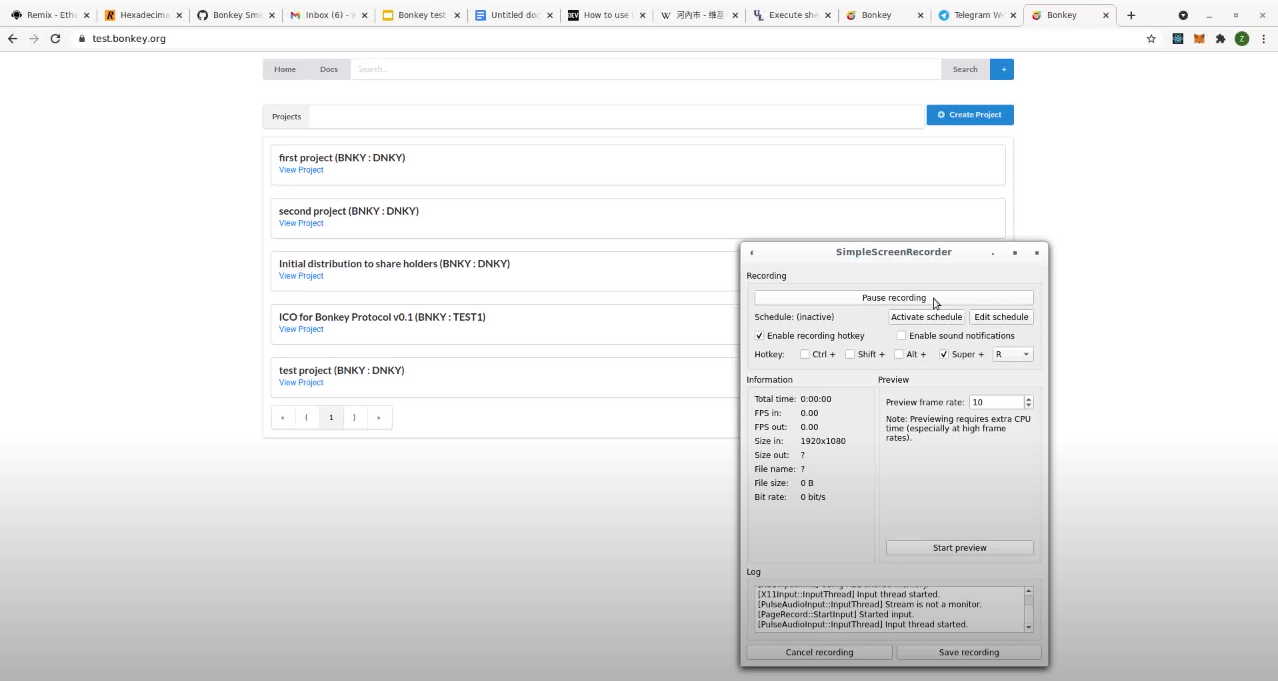 Remix - Ethe
Hexadecima
Bonkey Sma
Inbox (6) - z
Bonkey test
Untitled doc
How to use
河內市 - 维基
Execute she
Bonkey
Telegram We
Bonkey
test.bonkey.org
Z
Home
Docs
Search...
Search
+
Projects
Create Project
first project (BNKY : DNKY)
View Project
second project (BNKY : DNKY)
View Project
Initial distribution to share holders (BNKY : DNKY)
View Project
ICO for Bonkey Protocol v0.1 (BNKY : TEST1)
View Project
test project (BNKY : DNKY)
View Project
« ⟨ 1 ⟩ »
SimpleScreenRecorder
Recording
Pause recording
Schedule: (inactive)
Activate schedule
Edit schedule
Enable recording hotkey
Enable sound notifications
Hotkey: Ctrl + Shift + Alt + Super + R
Information
Total time: 0:00:00
FPS in: 0.00
FPS out: 0.00
Size in: 1920x1080
Size out: ?
File name: ?
File size: 0 B
Bit rate: 0 bit/s
Preview
Preview frame rate: 10
Note: Previewing requires extra CPU
time (especially at high frame
rates).
Start preview
Log
[X11Input::InputThread] Input thread started.
[PulseAudioInput::InputThread] Stream is not a monitor.
[PageRecord::StartInput] Started input.
[PulseAudioInput::InputThread] Input thread started.
Cancel recording
Save recording